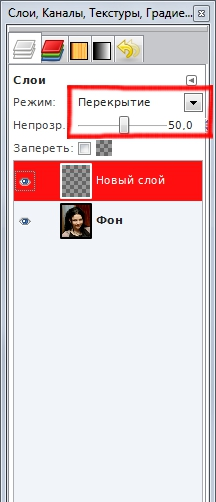 Слои, Каналы, Текстуры, Градие...
Слои
Режим: Перекрытие
Непрозр. 50,0
Запереть:
Новый слой
Фон